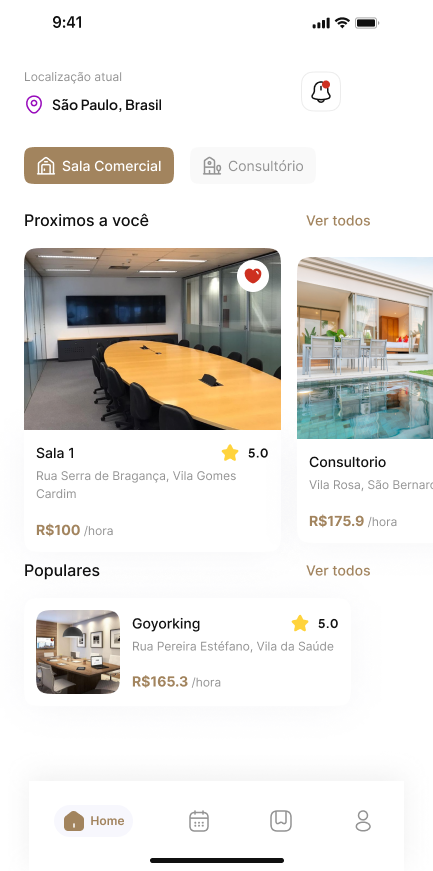 9:41
Localização atual
São Paulo, Brasil
Sala Comercial
Consultório
Proximos a você
Ver todos
Sala 1
5.0
Rua Serra de Bragança, Vila Gomes
Cardim
R$100 /hora
Consultorio
Vila Rosa, São Bernard
R$175.9 /hora
Populares
Ver todos
Goyorking
5.0
Rua Pereira Estéfano, Vila da Saúde
R$165.3 /hora
Home